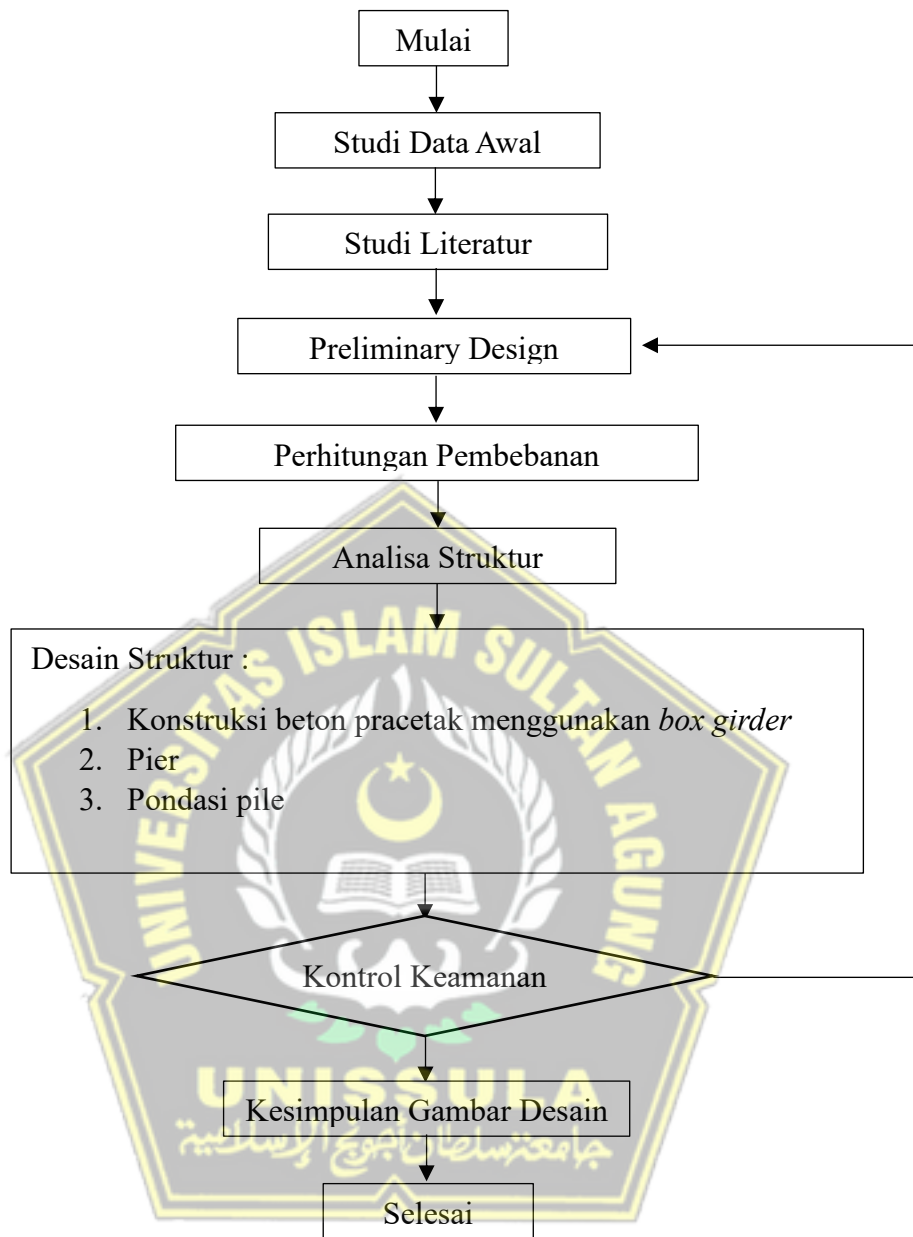 Mulai
Studi Data Awal
Studi Literatur
Preliminary Design
Perhitungan Pembebanan
Analisa Struktur
Desain Struktur :
1. Konstruksi beton pracetak menggunakan box girder
2. Pier
3. Pondasi pile
Kontrol Keamanan
Kesimpulan Gambar Desain
Selesai
UNIVERSITAS ISLAM SULTAN AGUNG
UNISSULA
جامعة سلطان أجونج الإسلامية